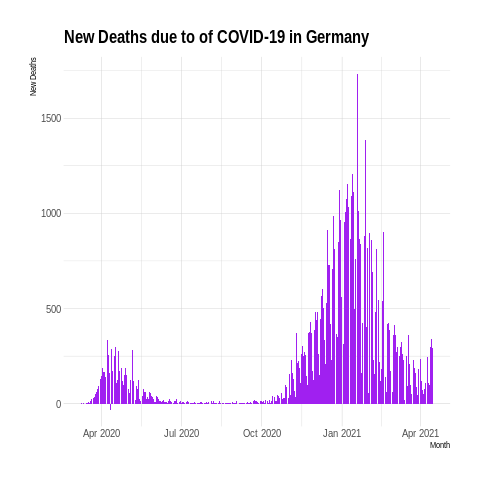 New Deaths due to of COVID-19 in Germany
New Deaths
1500
1000
500
0
Apr 2020 Jul 2020 Oct 2020 Jan 2021 Apr 2021
Month